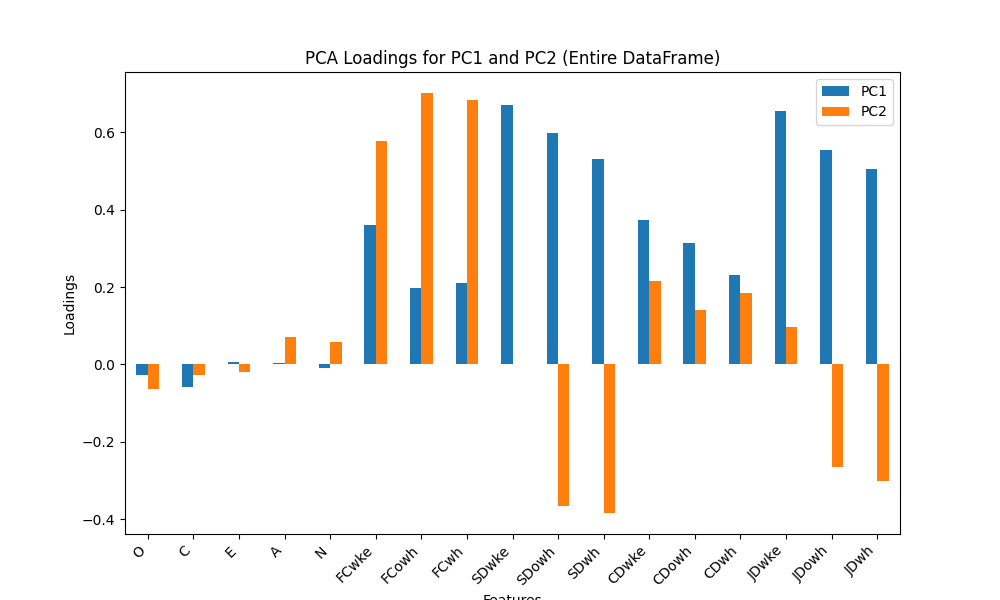 PCA Loadings for PC1 and PC2 (Entire DataFrame)
PC1
PC2
0.6
0.4
0.2
0.0
−0.2
−0.4
Loadings
O
C
E
A
N
FCwke
FCowh
FCwh
SDwke
SDowh
SDwh
CDwke
CDowh
CDwh
JDwke
JDowh
JDwh
Features